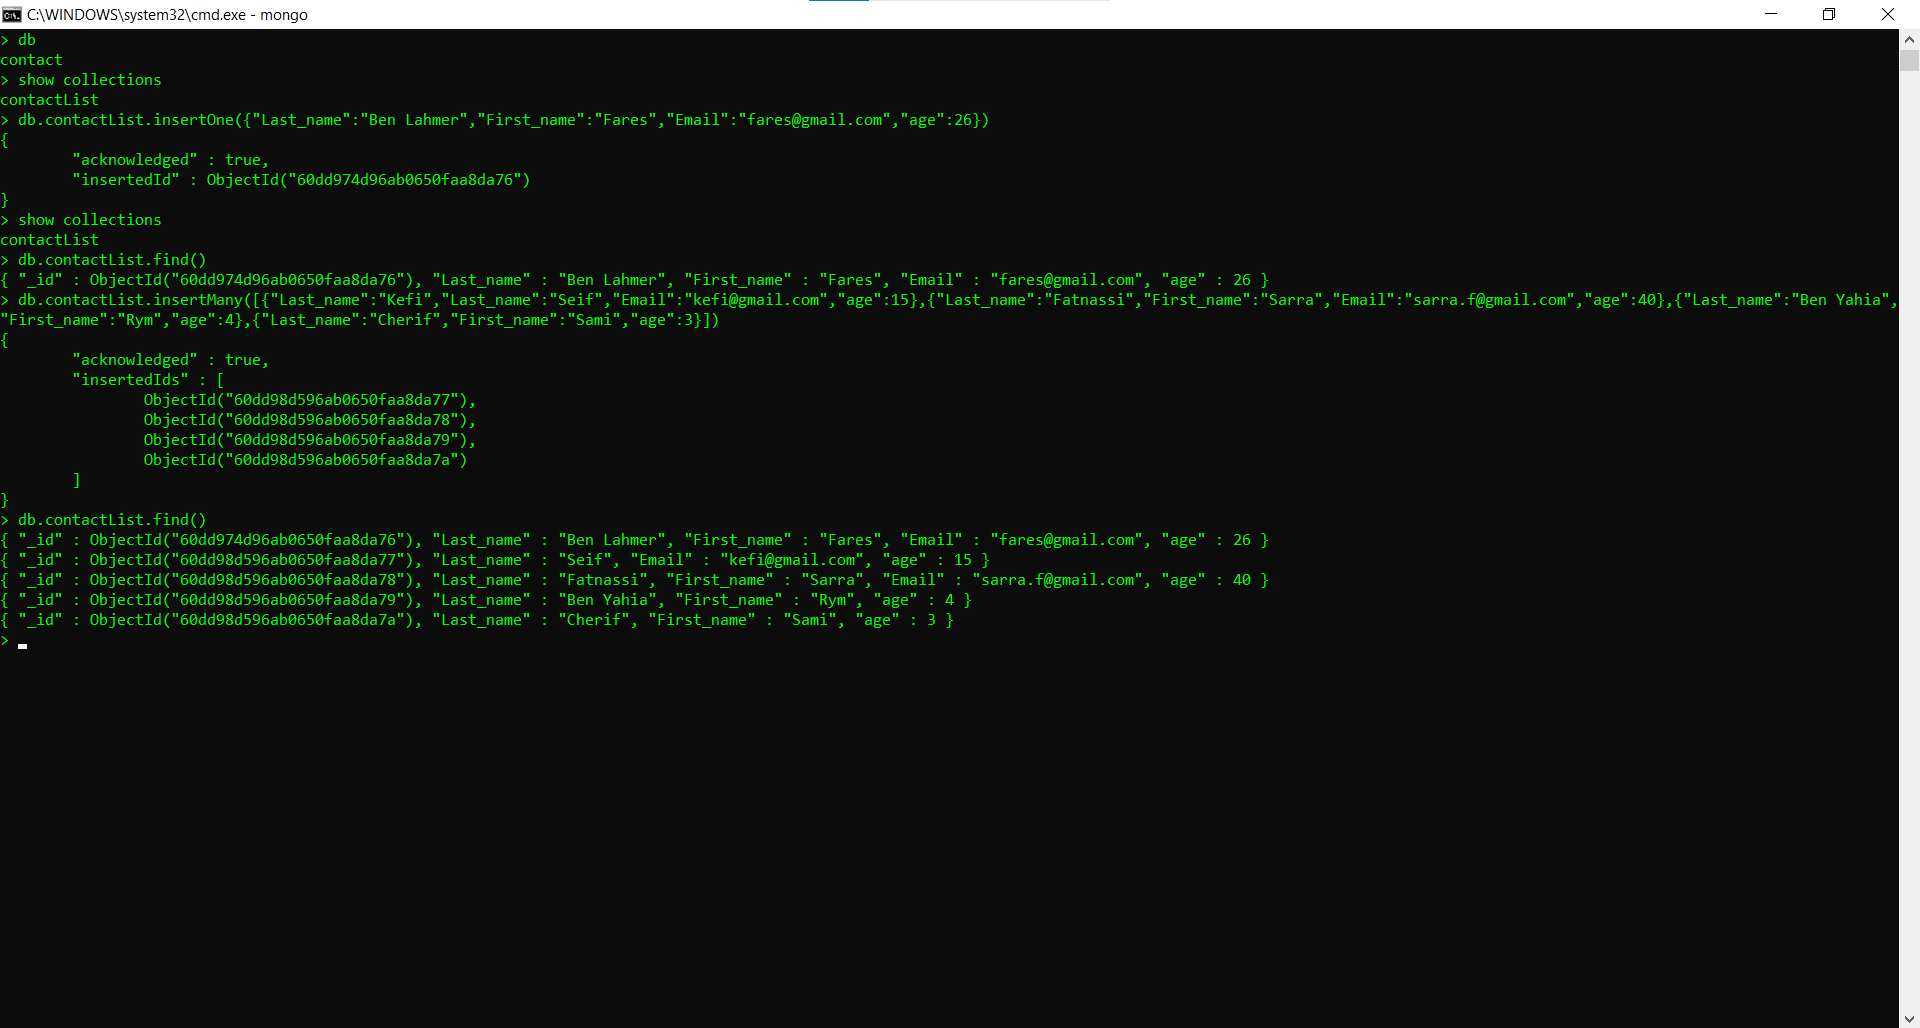 C:\WINDOWS\system32\cmd.exe - mongo
> db
contact
> show collections
contactList
> db.contactList.insertOne({"Last_name":"Ben Lahmer","First_name":"Fares","Email":"fares@gmail.com","age":26})
{
        "acknowledged" : true,
        "insertedId" : ObjectId("60dd974d96ab0650faa8da76")
}
> show collections
contactList
> db.contactList.find()
{ "_id" : ObjectId("60dd974d96ab0650faa8da76"), "Last_name" : "Ben Lahmer", "First_name" : "Fares", "Email" : "fares@gmail.com", "age" : 26 }
> db.contactList.insertMany([{"Last_name":"Kefi","Last_name":"Seif","Email":"kefi@gmail.com","age":15},{"Last_name":"Fatnassi","First_name":"Sarra","Email":"sarra.f@gmail.com","age":40},{"Last_name":"Ben Yahia",
"First_name":"Rym","age":4},{"Last_name":"Cherif","First_name":"Sami","age":3}])
{
        "acknowledged" : true,
        "insertedIds" : [
                ObjectId("60dd98d596ab0650faa8da77"),
                ObjectId("60dd98d596ab0650faa8da78"),
                ObjectId("60dd98d596ab0650faa8da79"),
                ObjectId("60dd98d596ab0650faa8da7a")
        ]
}
> db.contactList.find()
{ "_id" : ObjectId("60dd974d96ab0650faa8da76"), "Last_name" : "Ben Lahmer", "First_name" : "Fares", "Email" : "fares@gmail.com", "age" : 26 }
{ "_id" : ObjectId("60dd98d596ab0650faa8da77"), "Last_name" : "Seif", "Email" : "kefi@gmail.com", "age" : 15 }
{ "_id" : ObjectId("60dd98d596ab0650faa8da78"), "Last_name" : "Fatnassi", "First_name" : "Sarra", "Email" : "sarra.f@gmail.com", "age" : 40 }
{ "_id" : ObjectId("60dd98d596ab0650faa8da79"), "Last_name" : "Ben Yahia", "First_name" : "Rym", "age" : 4 }
{ "_id" : ObjectId("60dd98d596ab0650faa8da7a"), "Last_name" : "Cherif", "First_name" : "Sami", "age" : 3 }
>